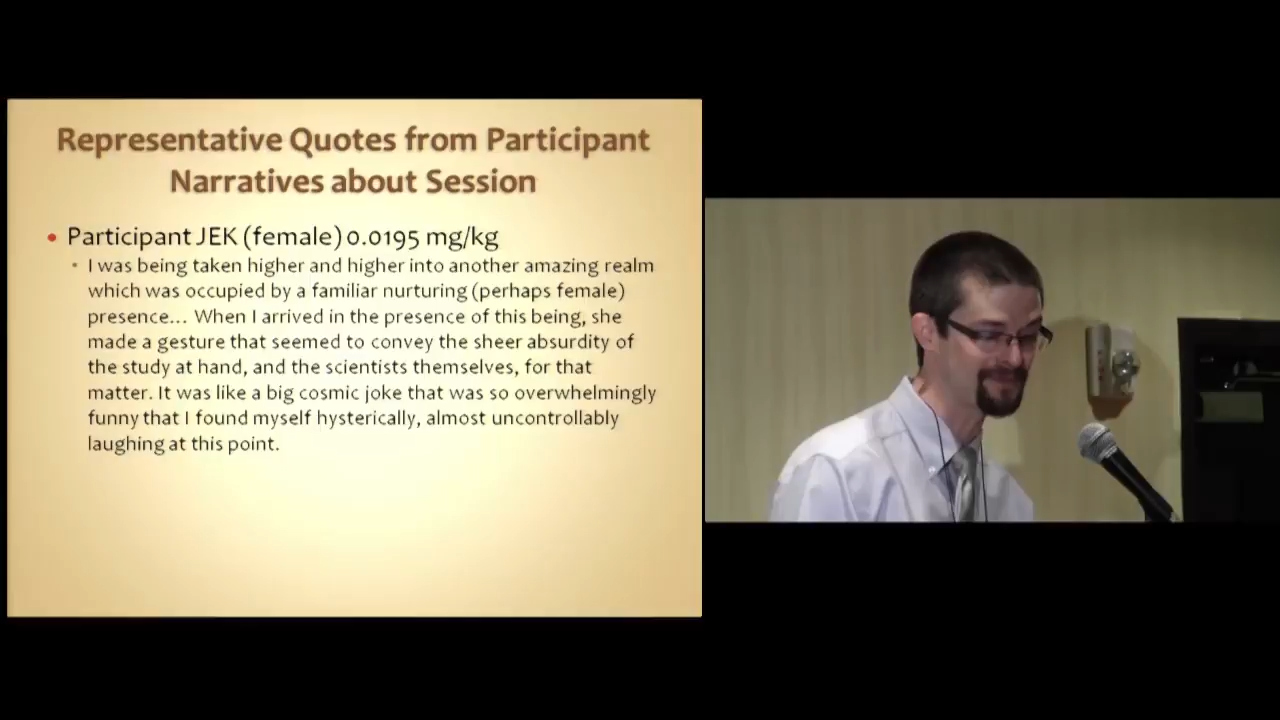 Representative Quotes from Participant
Narratives about Session
• Participant JEK (female) 0.0195 mg/kg
• I was being taken higher and higher into another amazing realm
which was occupied by a familiar nurturing (perhaps female)
presence... When I arrived in the presence of this being, she
made a gesture that seemed to convey the sheer absurdity of
the study at hand, and the scientists themselves, for that
matter. It was like a big cosmic joke that was so overwhelmingly
funny that I found myself hysterically, almost uncontrollably
laughing at this point.